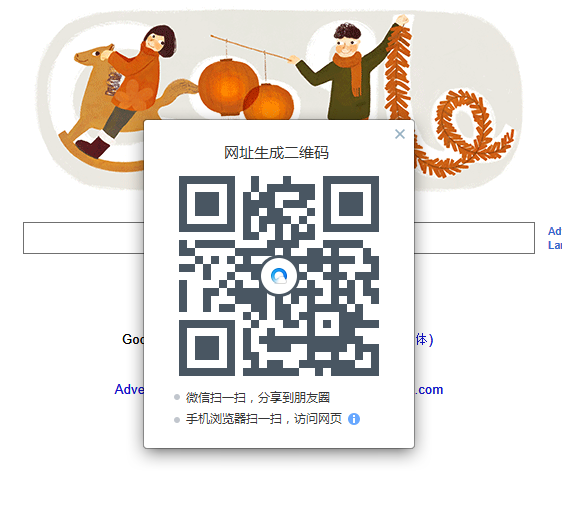 网址生成二维码
Ad
Lan
Goo
体)
Adve
.com
微信扫一扫，分享到朋友圈
手机浏览器扫一扫，访问网页